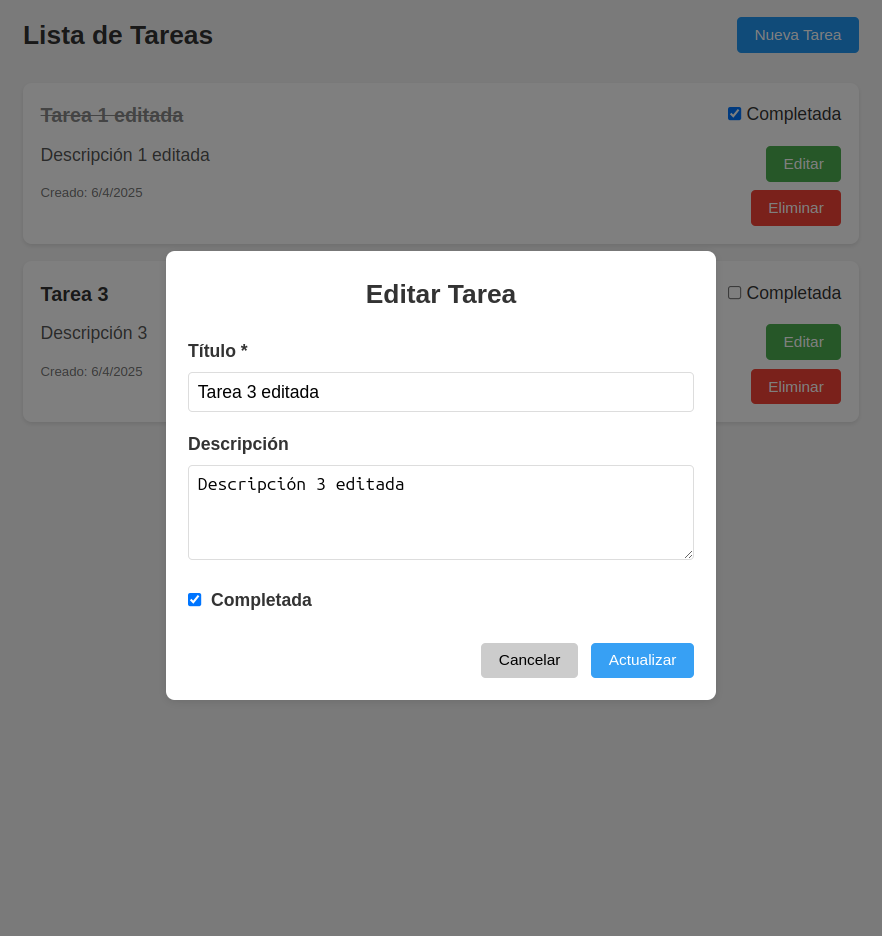 Lista de Tareas
Nueva Tarea
Tarea 1 editada
Completada
Descripción 1 editada
Editar
Creado: 6/4/2025
Eliminar
Tarea 3
Completada
Descripción 3
Editar
Creado: 6/4/2025
Eliminar
Editar Tarea
Título *
Tarea 3 editada
Descripción
Descripción 3 editada
Completada
Cancelar
Actualizar